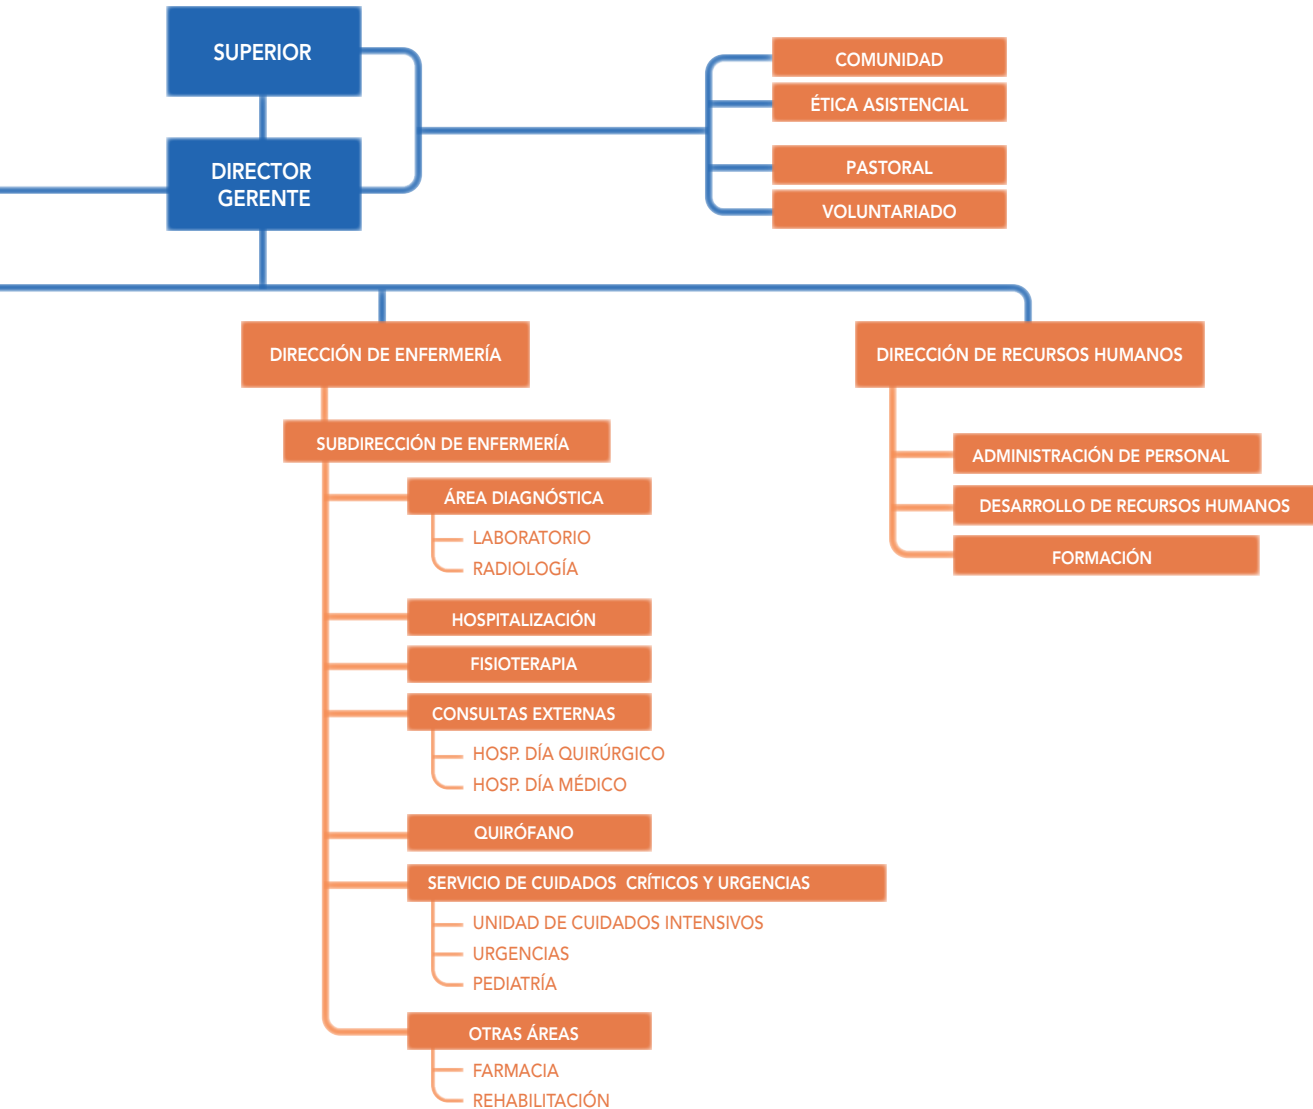 SUPERIOR
DIRECTOR
GERENTE
COMUNIDAD
ÉTICA ASISTENCIAL
PASTORAL
VOLUNTARIADO
DIRECCIÓN DE ENFERMERÍA
SUBDIRECCIÓN DE ENFERMERÍA
ÁREA DIAGNÓSTICA
LABORATORIO
RADIOLOGÍA
HOSPITALIZACIÓN
FISIOTERAPIA
CONSULTAS EXTERNAS
HOSP. DÍA QUIRÚRGICO
HOSP. DÍA MÉDICO
QUIRÓFANO
SERVICIO DE CUIDADOS CRÍTICOS Y URGENCIAS
UNIDAD DE CUIDADOS INTENSIVOS
URGENCIAS
PEDIATRÍA
OTRAS ÁREAS
FARMACIA
REHABILITACIÓN
DIRECCIÓN DE RECURSOS HUMANOS
ADMINISTRACIÓN DE PERSONAL
DESARROLLO DE RECURSOS HUMANOS
FORMACIÓN